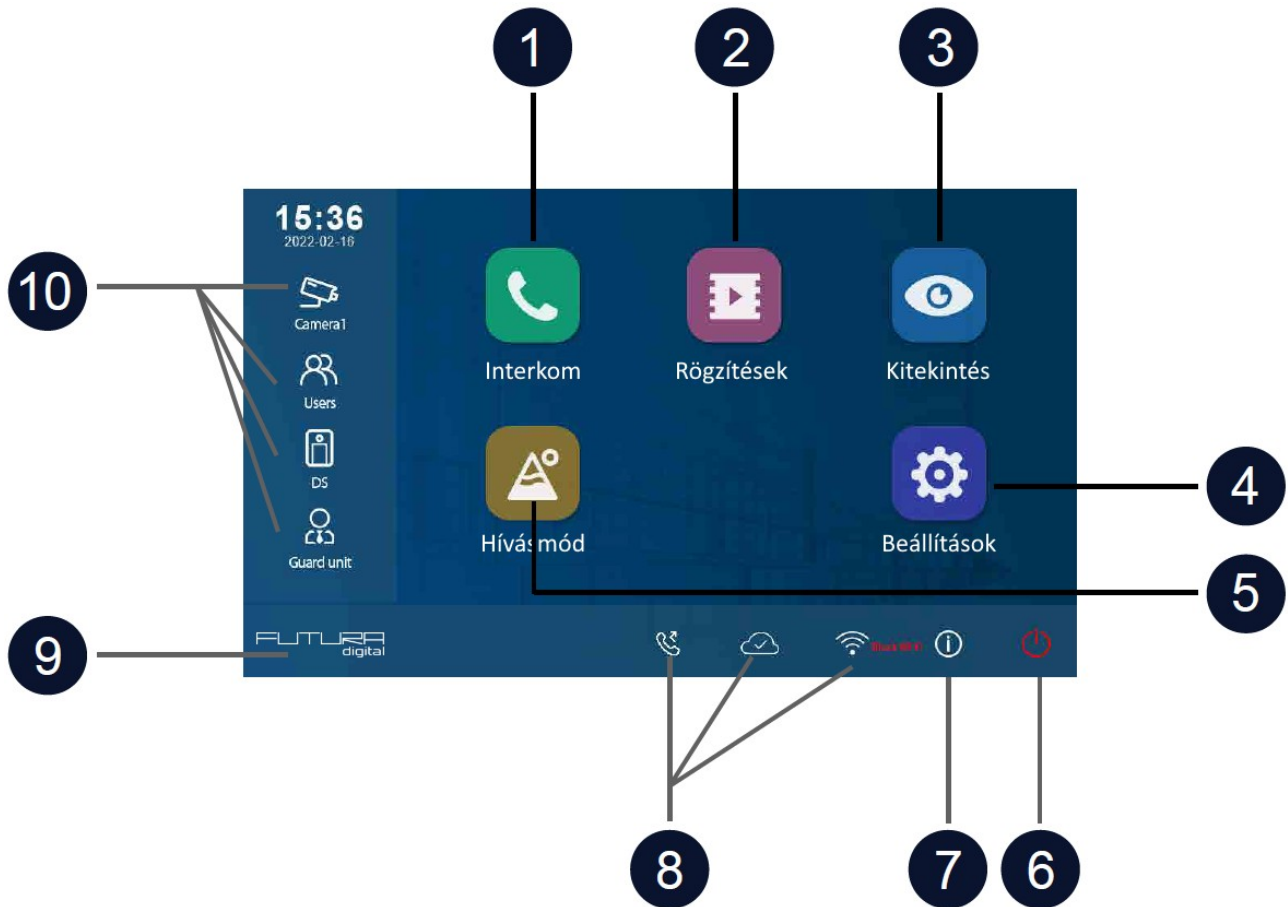 1
2
3
15:36
2022-02-16
10
Camera1
Interkom
Rögzítések
Kitekintés
Users
DS
4
Hívásmód
Beállítások
Guard unit
5
FUTURA
digital
9
8
7
6